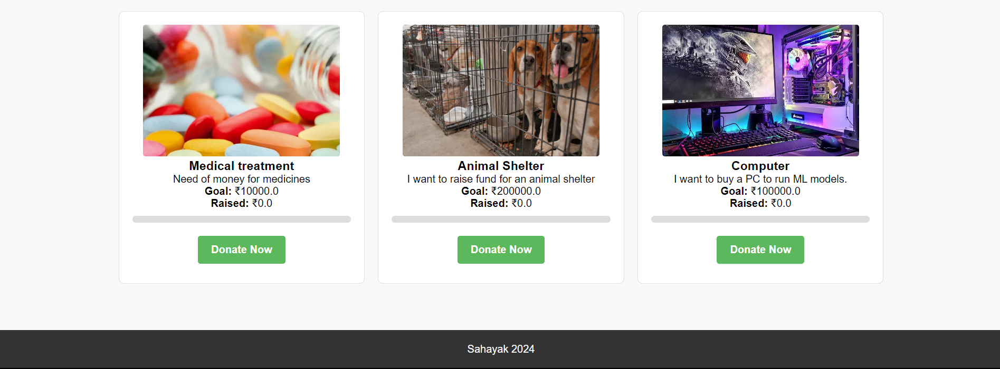 Medical treatment
Need of money for medicines
Goal: ₹10000.0
Raised: ₹0.0
Donate Now
Animal Shelter
I want to raise fund for an animal shelter
Goal: ₹200000.0
Raised: ₹0.0
Donate Now
Computer
I want to buy a PC to run ML models.
Goal: ₹100000.0
Raised: ₹0.0
Donate Now
Sahayak 2024